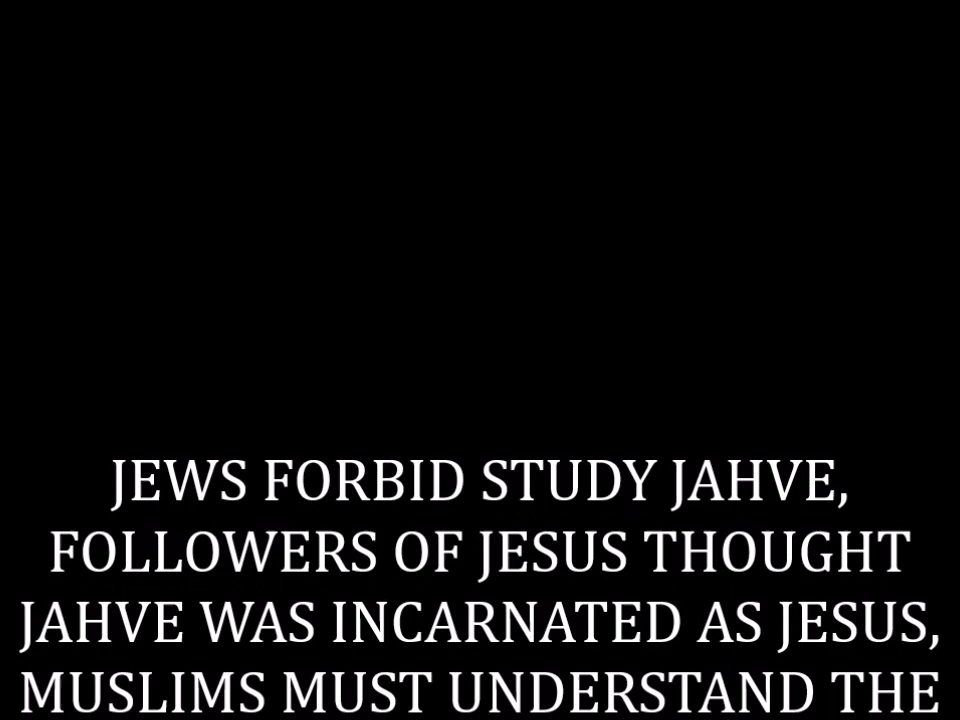 JEWS FORBID STUDY JAHVE,
FOLLOWERS OF JESUS THOUGHT
JAHVE WAS INCARNATED AS JESUS,
MUSLIMS MUST UNDERSTAND THE